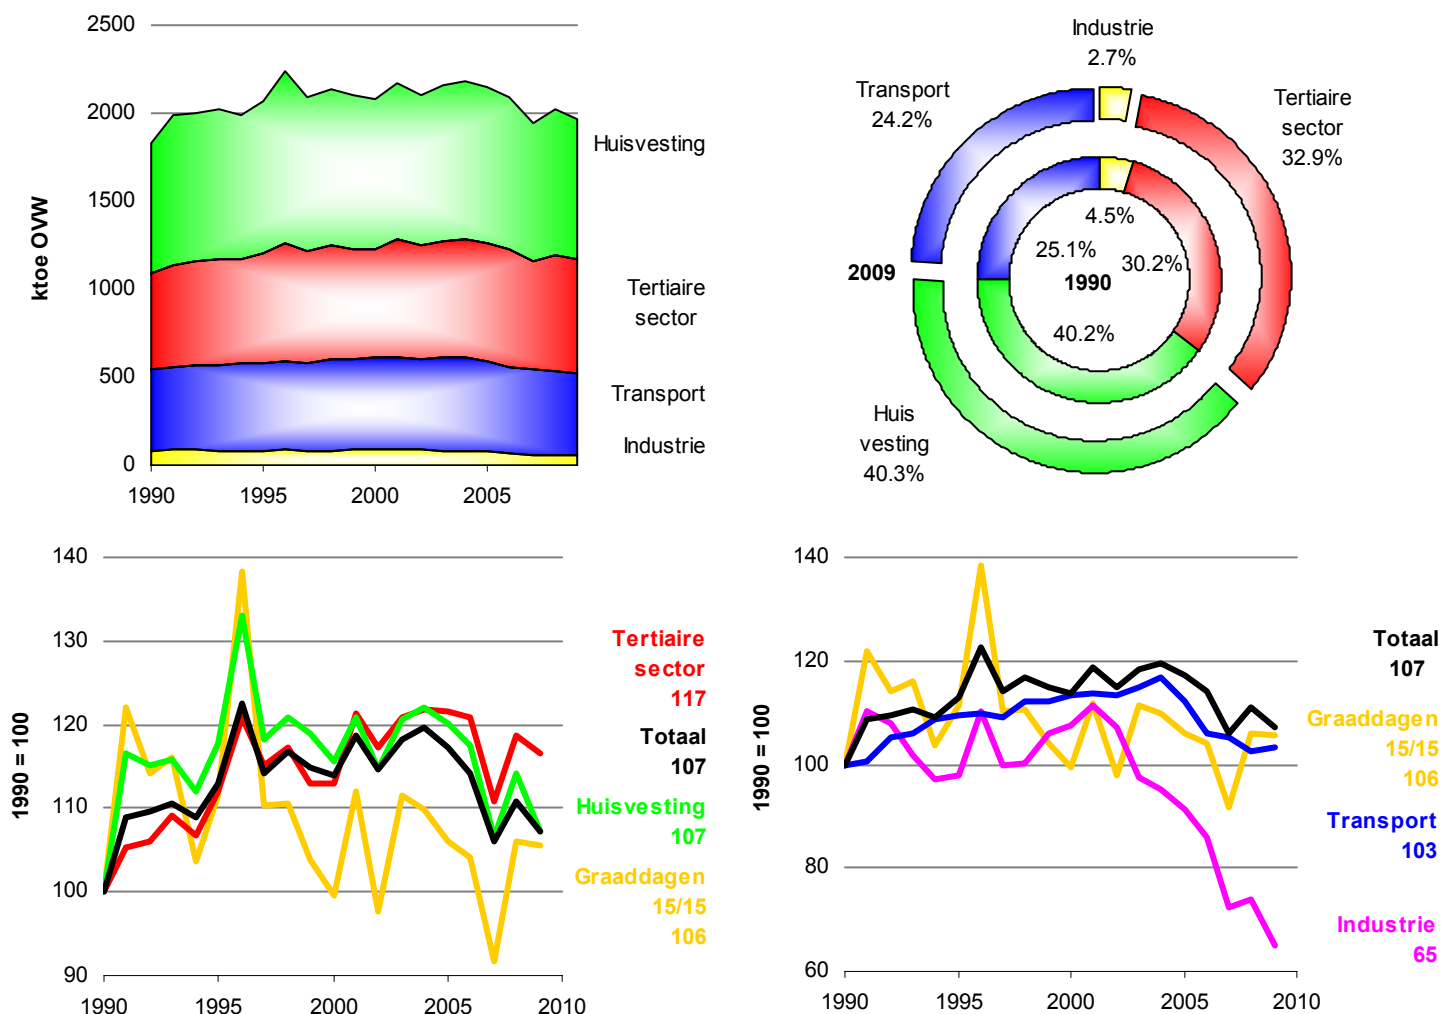 2500
2000
1500
1000
500
0
ktoe OVW
1990
1995
2000
2005
Huisvesting
Tertiaire
sector
Transport
Industrie
Industrie
2.7%
Transport
24.2%
Tertiaire
sector
32.9%
4.5%
25.1%
30.2%
1990
40.2%
2009
Huis
vesting
40.3%
140
130
120
110
100
90
1990 = 100
1990
1995
2000
2005
2010
Tertiaire
sector
117
Totaal
107
Huisvesting
107
Graaddagen
15/15
106
140
120
100
80
60
1990 = 100
1990
1995
2000
2005
2010
Totaal
107
Graaddagen
15/15
106
Transport
103
Industrie
65